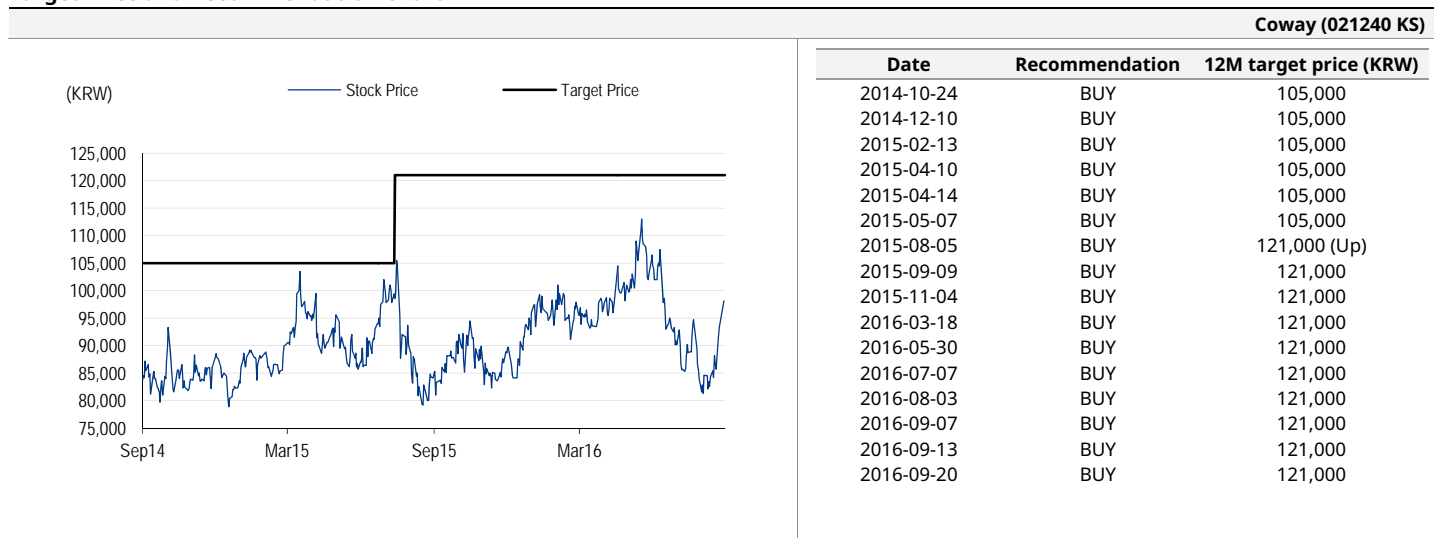 Coway (021240 KS)
(KRW)
Stock Price
Target Price
125,000
120,000
115,000
110,000
105,000
100,000
95,000
90,000
85,000
80,000
75,000
Sep14 Mar15 Sep15 Mar16
Date Recommendation 12M target price (KRW)
2014-10-24 BUY 105,000
2014-12-10 BUY 105,000
2015-02-13 BUY 105,000
2015-04-10 BUY 105,000
2015-04-14 BUY 105,000
2015-05-07 BUY 105,000
2015-08-05 BUY 121,000 (Up)
2015-09-09 BUY 121,000
2015-11-04 BUY 121,000
2016-03-18 BUY 121,000
2016-05-30 BUY 121,000
2016-07-07 BUY 121,000
2016-08-03 BUY 121,000
2016-09-07 BUY 121,000
2016-09-13 BUY 121,000
2016-09-20 BUY 121,000